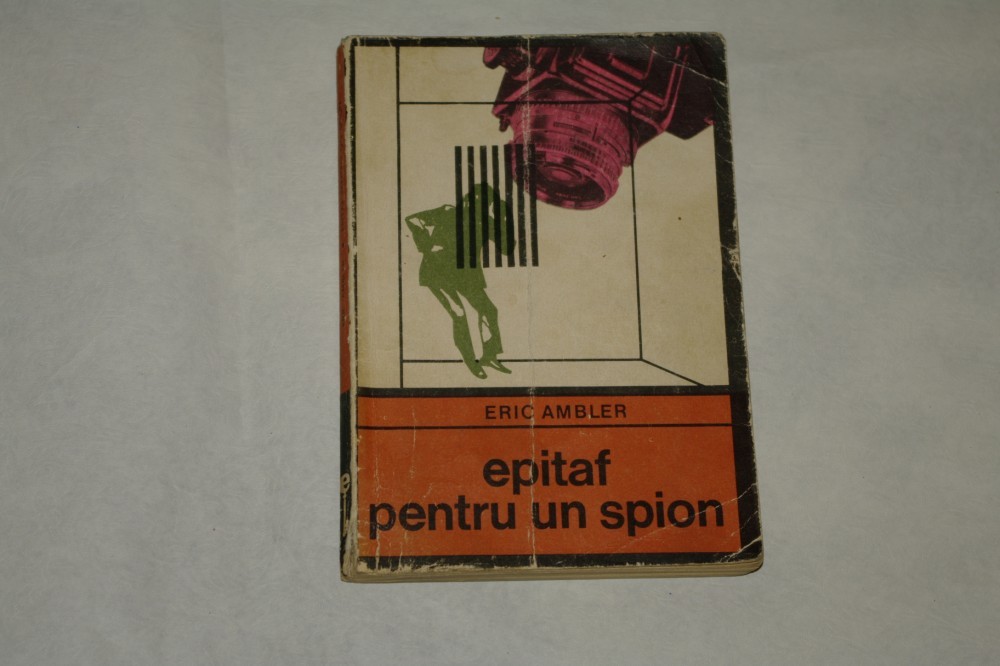 ERIC AMBLER
epitaf
pentru un spion